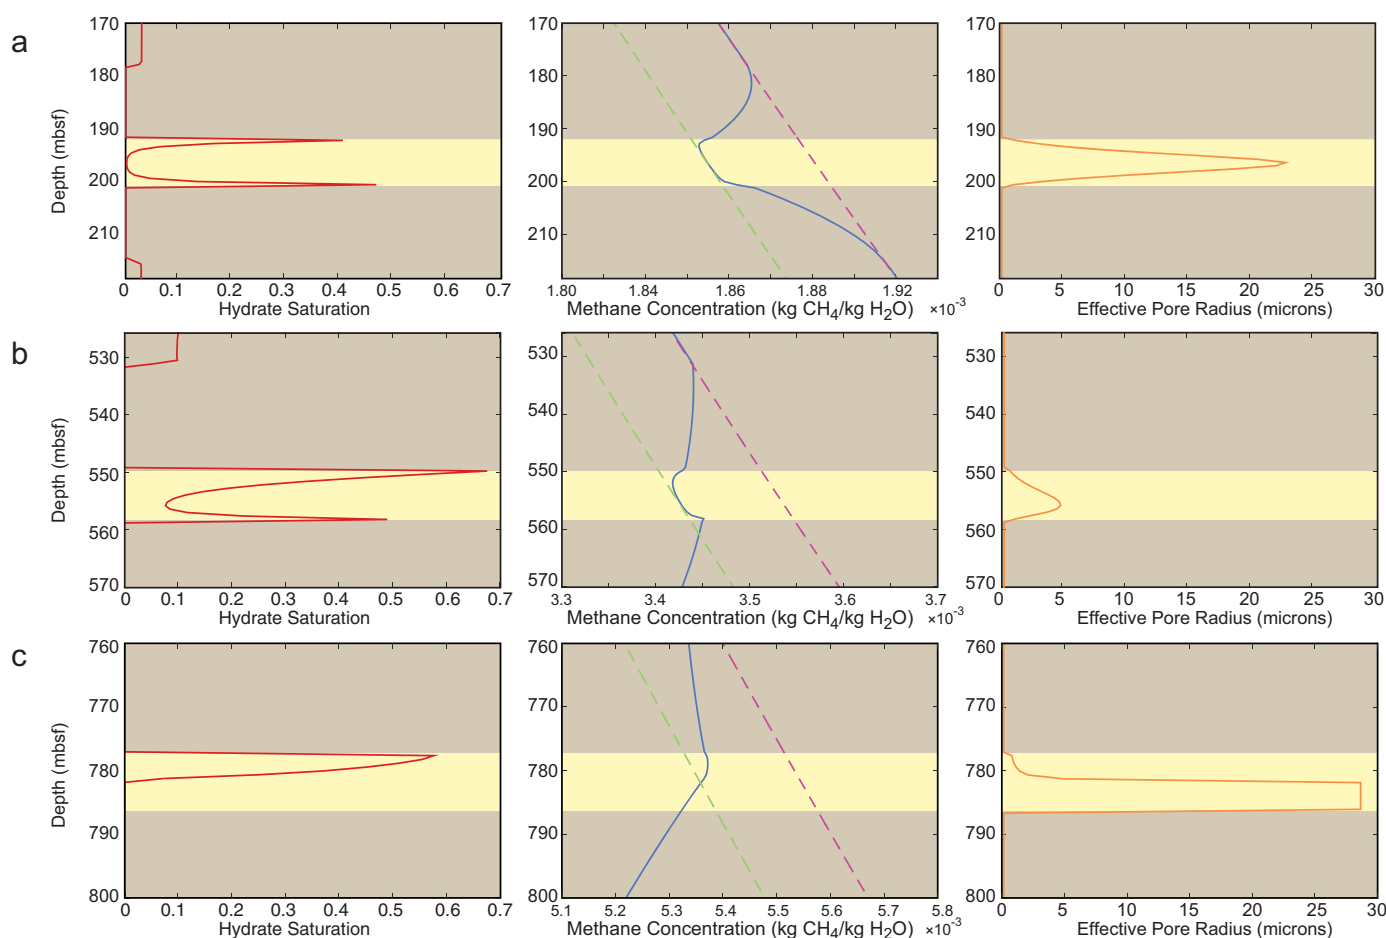 a
170
180
190
200
210
Depth (mbsf)
0 0.1 0.2 0.3 0.4 0.5 0.6 0.7
Hydrate Saturation
170
180
190
200
210
1.80 1.84 1.86 1.88 1.92
Methane Concentration (kg CH4/kg H2O) ×10-3
170
180
190
200
210
0 5 10 15 20 25 30
Effective Pore Radius (microns)
b
530
540
550
560
570
Depth (mbsf)
0 0.1 0.2 0.3 0.4 0.5 0.6 0.7
Hydrate Saturation
530
540
550
560
570
3.3 3.4 3.5 3.6 3.7
Methane Concentration (kg CH4/kg H2O) ×10-3
530
540
550
560
570
0 5 10 15 20 25 30
Effective Pore Radius (microns)
c
760
770
780
790
800
Depth (mbsf)
0 0.1 0.2 0.3 0.4 0.5 0.6 0.7
Hydrate Saturation
760
770
780
790
800
5.1 5.2 5.3 5.4 5.5 5.6 5.7 5.8
Methane Concentration (kg CH4/kg H2O) ×10-3
760
770
780
790
800
0 5 10 15 20 25 30
Effective Pore Radius (microns)